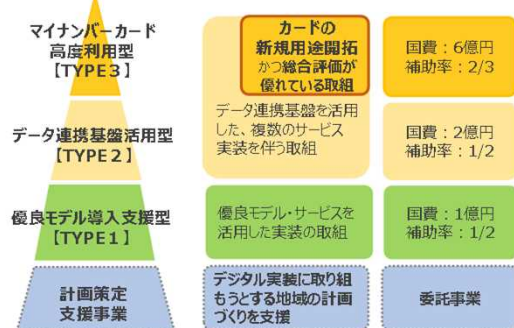 マイナンバーカード
高度利用型
【TYPE３】
カードの
新規用途開拓
かつ総合評価が
優れている取組
国費：6億円
補助率：2/3
データ連携基盤活用型
【TYPE２】
データ連携基盤を活用
した、複数のサービス
実装を伴う取組
国費：2億円
補助率：1/2
優良モデル導入支援型
【TYPE１】
優良モデル・サービスを
活用した実装の取組
国費：1億円
補助率：1/2
計画策定
支援事業
デジタル実装に取り組
もうとする地域の計画
づくりを支援
委託事業